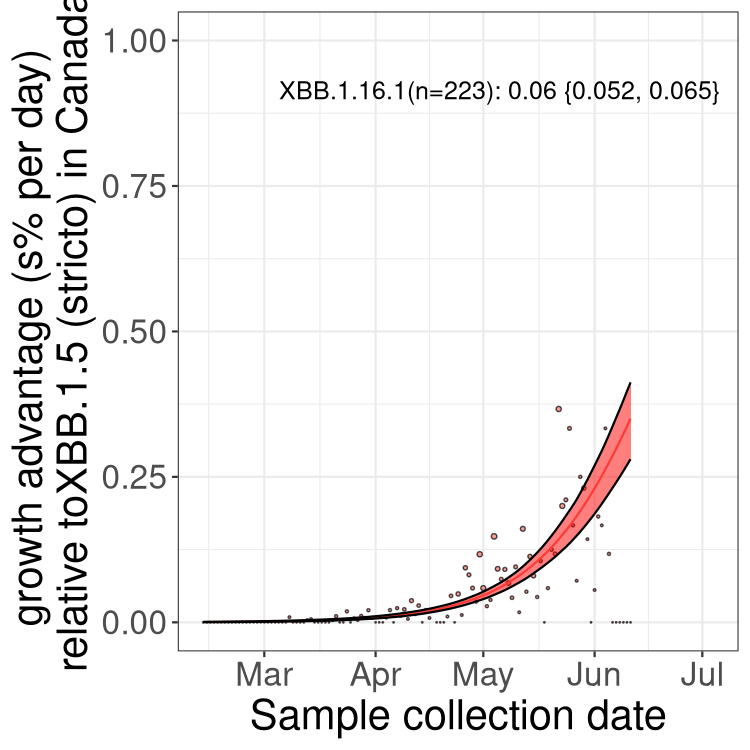 growth advantage (s% per day)
relative toXBB.1.5 (stricto) in Canada
1.00
0.75
0.50
0.25
0.00
XBB.1.16.1(n=223): 0.06 {0.052, 0.065}
Mar Apr May Jun Jul
Sample collection date